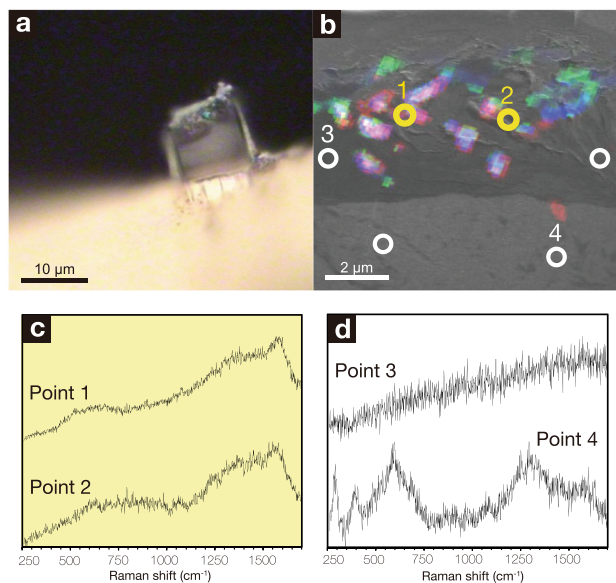 a
10 µm
b
1
2
3
4
2 µm
c
Point 1
Point 2
250 500 750 1000 1250 1500
Raman shift (cm⁻¹)
d
Point 3
Point 4
250 500 750 1000 1250 1500
Raman shift (cm⁻¹)